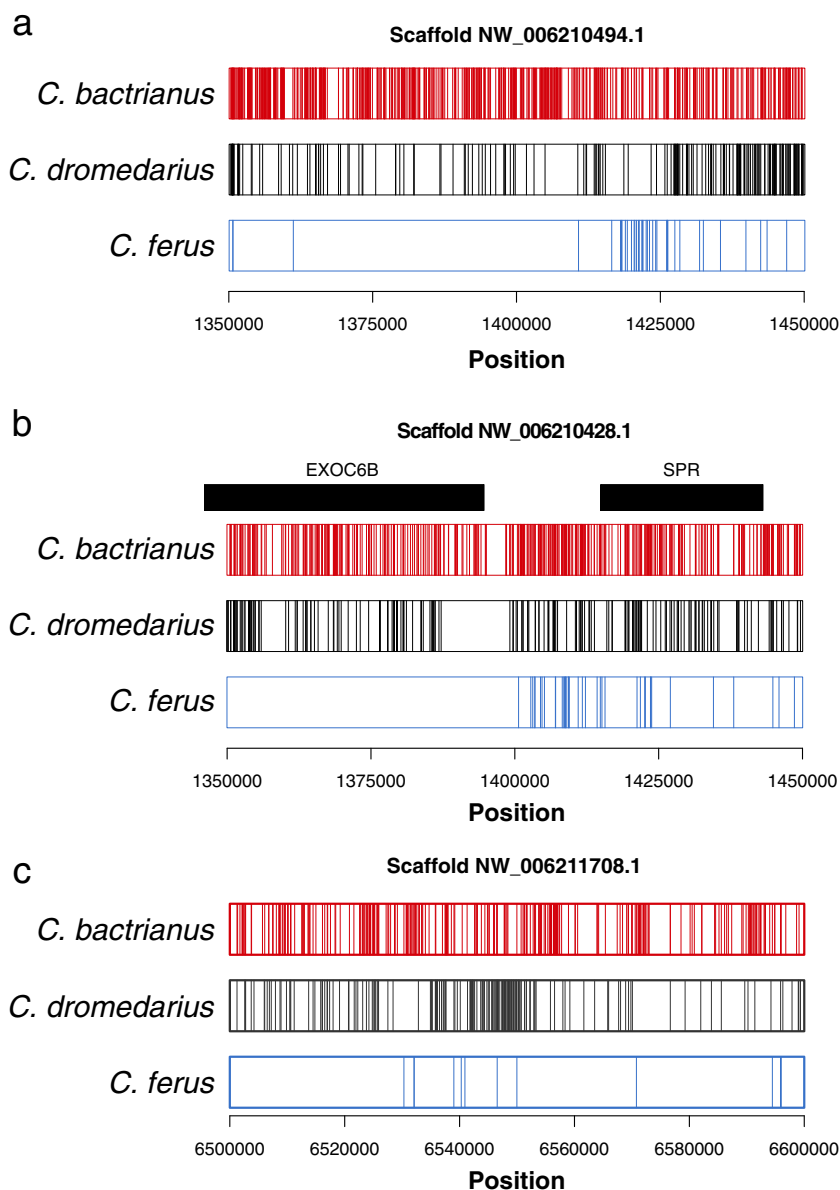 a
Scaffold NW_006210494.1
C. bactrianus
C. dromedarius
C. ferus
1350000 1375000 1400000 1425000 1450000
Position
b
Scaffold NW_006210428.1
EXOC6B SPR
C. bactrianus
C. dromedarius
C. ferus
1350000 1375000 1400000 1425000 1450000
Position
c
Scaffold NW_006211708.1
C. bactrianus
C. dromedarius
C. ferus
6500000 6520000 6540000 6560000 6580000 6600000
Position